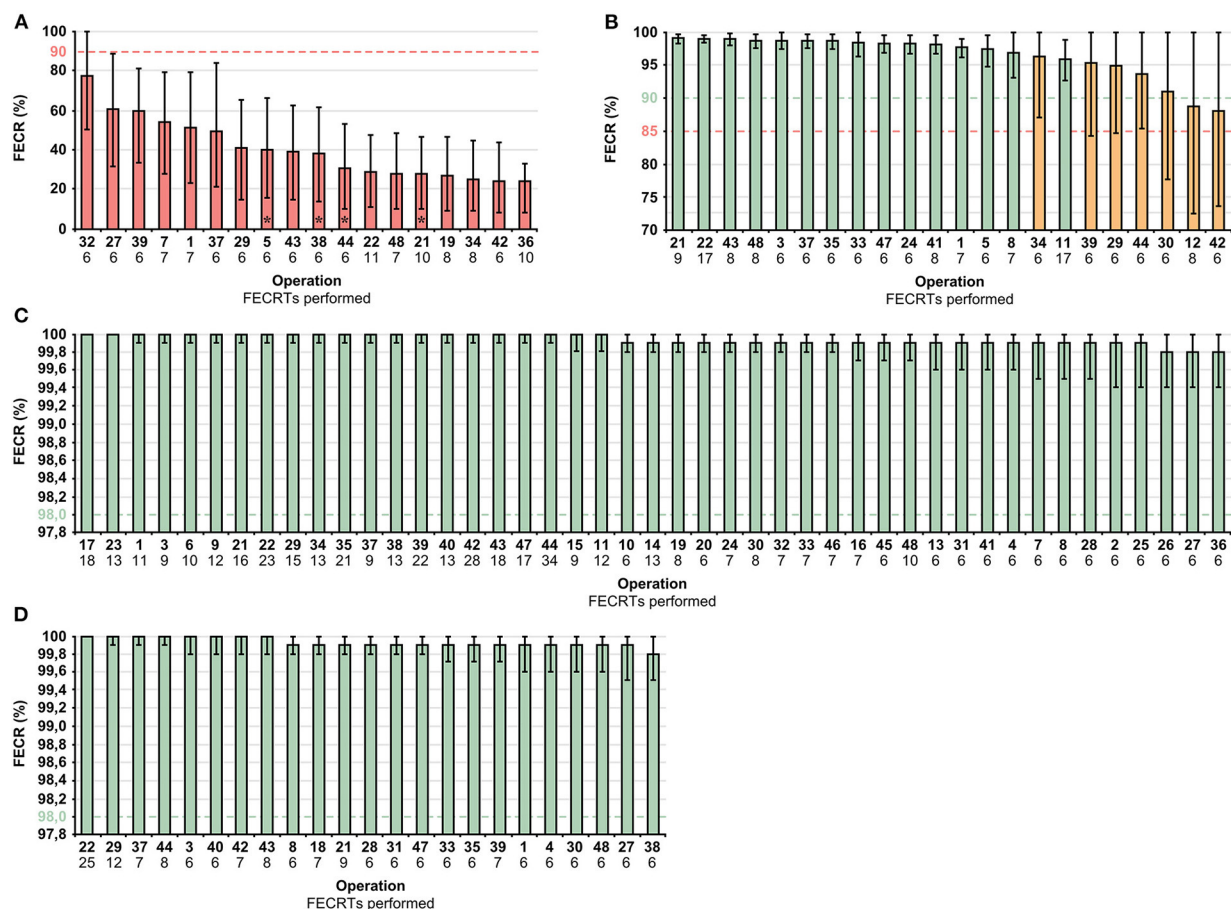 A
FECR (%)
100
90
80
60
40
20
0
* * * *
32 27 39 7 1 37 29 5 43 38 44 22 48 21 19 34 42 36
6 6 6 7 7 6 6 6 6 6 6 11 7 10 8 8 6 10
Operation
FECRTs performed
B
FECR (%)
100
95
90
85
80
75
70
21 22 43 48 3 37 35 33 47 24 41 1 5 8 34 11 39 29 44 30 12 42
9 17 8 8 6 6 6 6 6 6 8 7 6 7 6 17 6 6 6 6 8 6
Operation
FECRTs performed
C
FECR (%)
100
99,8
99,6
99,4
99,2
99,0
98,8
98,6
98,4
98,2
98,0
97,8
17 23 1 3 6 9 21 22 29 34 35 37 38 39 40 42 43 47 44 15 11 10 14 19 20 24 30 32 33 46 16 45 48 13 31 41 4 7 8 28 2 25 26 27 36
18 13 11 9 10 12 16 23 15 13 21 9 13 22 13 28 18 17 34 9 12 6 13 8 6 7 8 7 7 7 7 6 10 6 6 6 6 6 6 6 6 6 6 6 6
Operation
FECRTs performed
D
FECR (%)
100
99,8
99,6
99,4
99,2
99,0
98,8
98,6
98,4
98,2
98,0
97,8
22 29 37 44 3 40 42 43 8 18 21 28 31 47 33 35 39 1 4 30 48 27 38
25 12 7 8 6 6 7 8 6 7 9 6 6 6 6 6 7 6 6 6 6 6 6
Operation
FECRTs performed